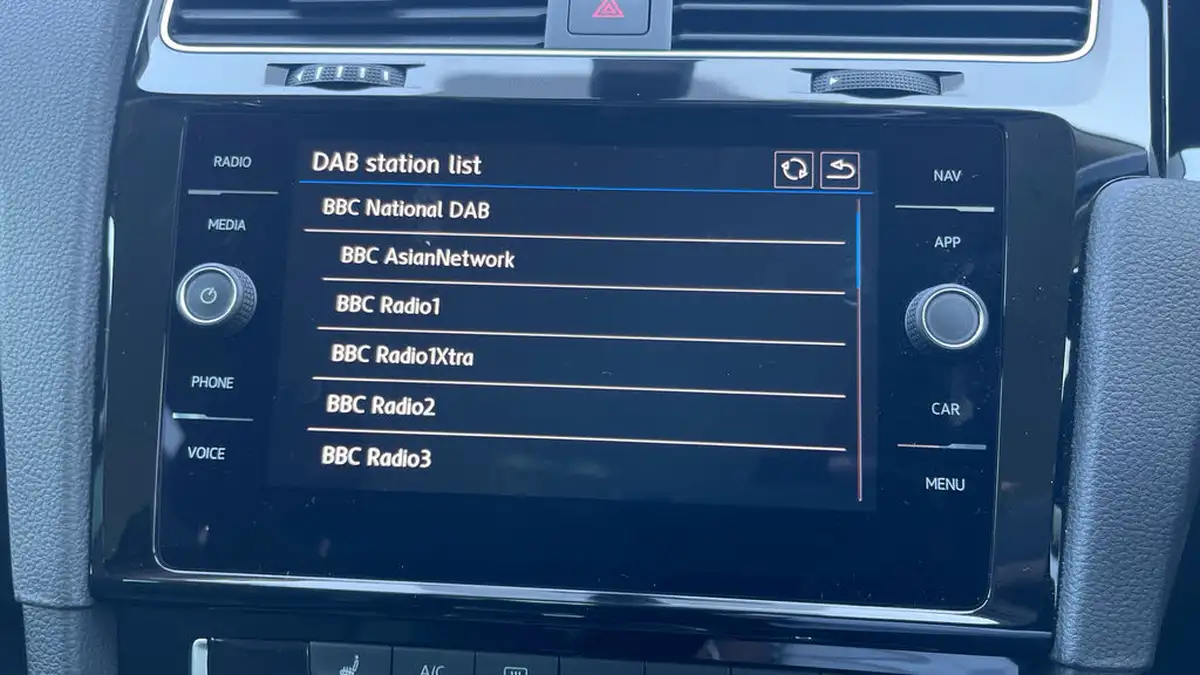 RADIO
MEDIA
PHONE
VOICE
DAB station list
BBC National DAB
BBC AsianNetwork
BBC Radio1
BBC Radio1Xtra
BBC Radio2
BBC Radio3
NAV
APP
CAR
MENU
A/C